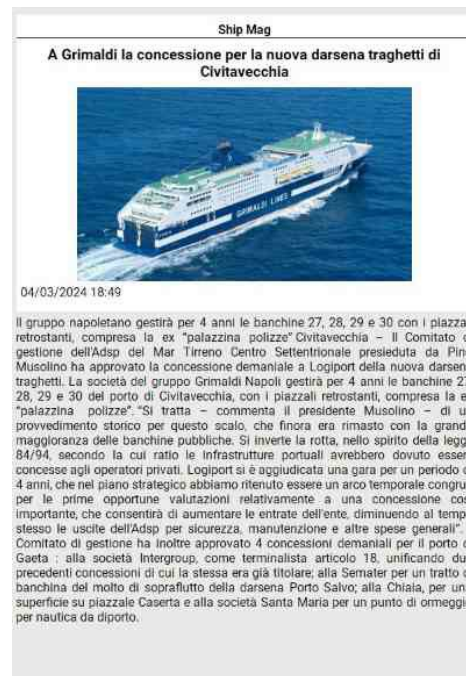 Ship Mag
A Grimaldi la concessione per la nuova darsena traghetti di
Civitavecchia
GRIMALDI LINES
04/03/2024 18:49
Il gruppo napoletano gestirà per 4 anni le banchine 27, 28, 29 e 30 con i piazza
retrostanti, compresa la ex “palazzina polizze” Civitavecchia – Il Comitato d
gestione dell'Adsp del Mar Tirreno Centro Settentrionale presieduta da Pin
Musolino ha approvato la concessione demaniale a Logiport della nuova darsen
traghetti. La società del gruppo Grimaldi Napoli gestirà per 4 anni le banchine 2
28, 29 e 30 del porto di Civitavecchia, con i piazzali retrostanti, compresa la e
“palazzina polizze”. “Si tratta – commenta il presidente Musolino – di u
provvedimento storico per questo scalo, che finora era rimasto con la grand
maggioranza delle banchine pubbliche. Si inverte la rotta, nello spirito della legg
84/94, secondo la cui ratio le infrastrutture portuali avrebbero dovuto esser
concesse agli operatori privati. Logiport si è aggiudicata una gara per un periodo d
4 anni, che nel piano strategico abbiamo ritenuto essere un arco temporale congru
per le prime opportune valutazioni relativamente a una concessione cos
importante, che consentirà di aumentare le entrate dell'ente, diminuendo al temp
stesso le uscite dell'Adsp per sicurezza, manutenzione e altre spese generali”.
Comitato di gestione ha inoltre approvato 4 concessioni demaniali per il porto d
Gaeta : alla società Intergroup, come terminalista articolo 18, unificando du
precedenti concessioni di cui la stessa era già titolare; alla Semater per un tratto d
banchina del molto di sopraflutto della darsena Porto Salvo; alla Chiaia, per un
superficie su piazzale Caserta e alla società Santa Maria per un punto di ormeggi
per nautica da diporto.